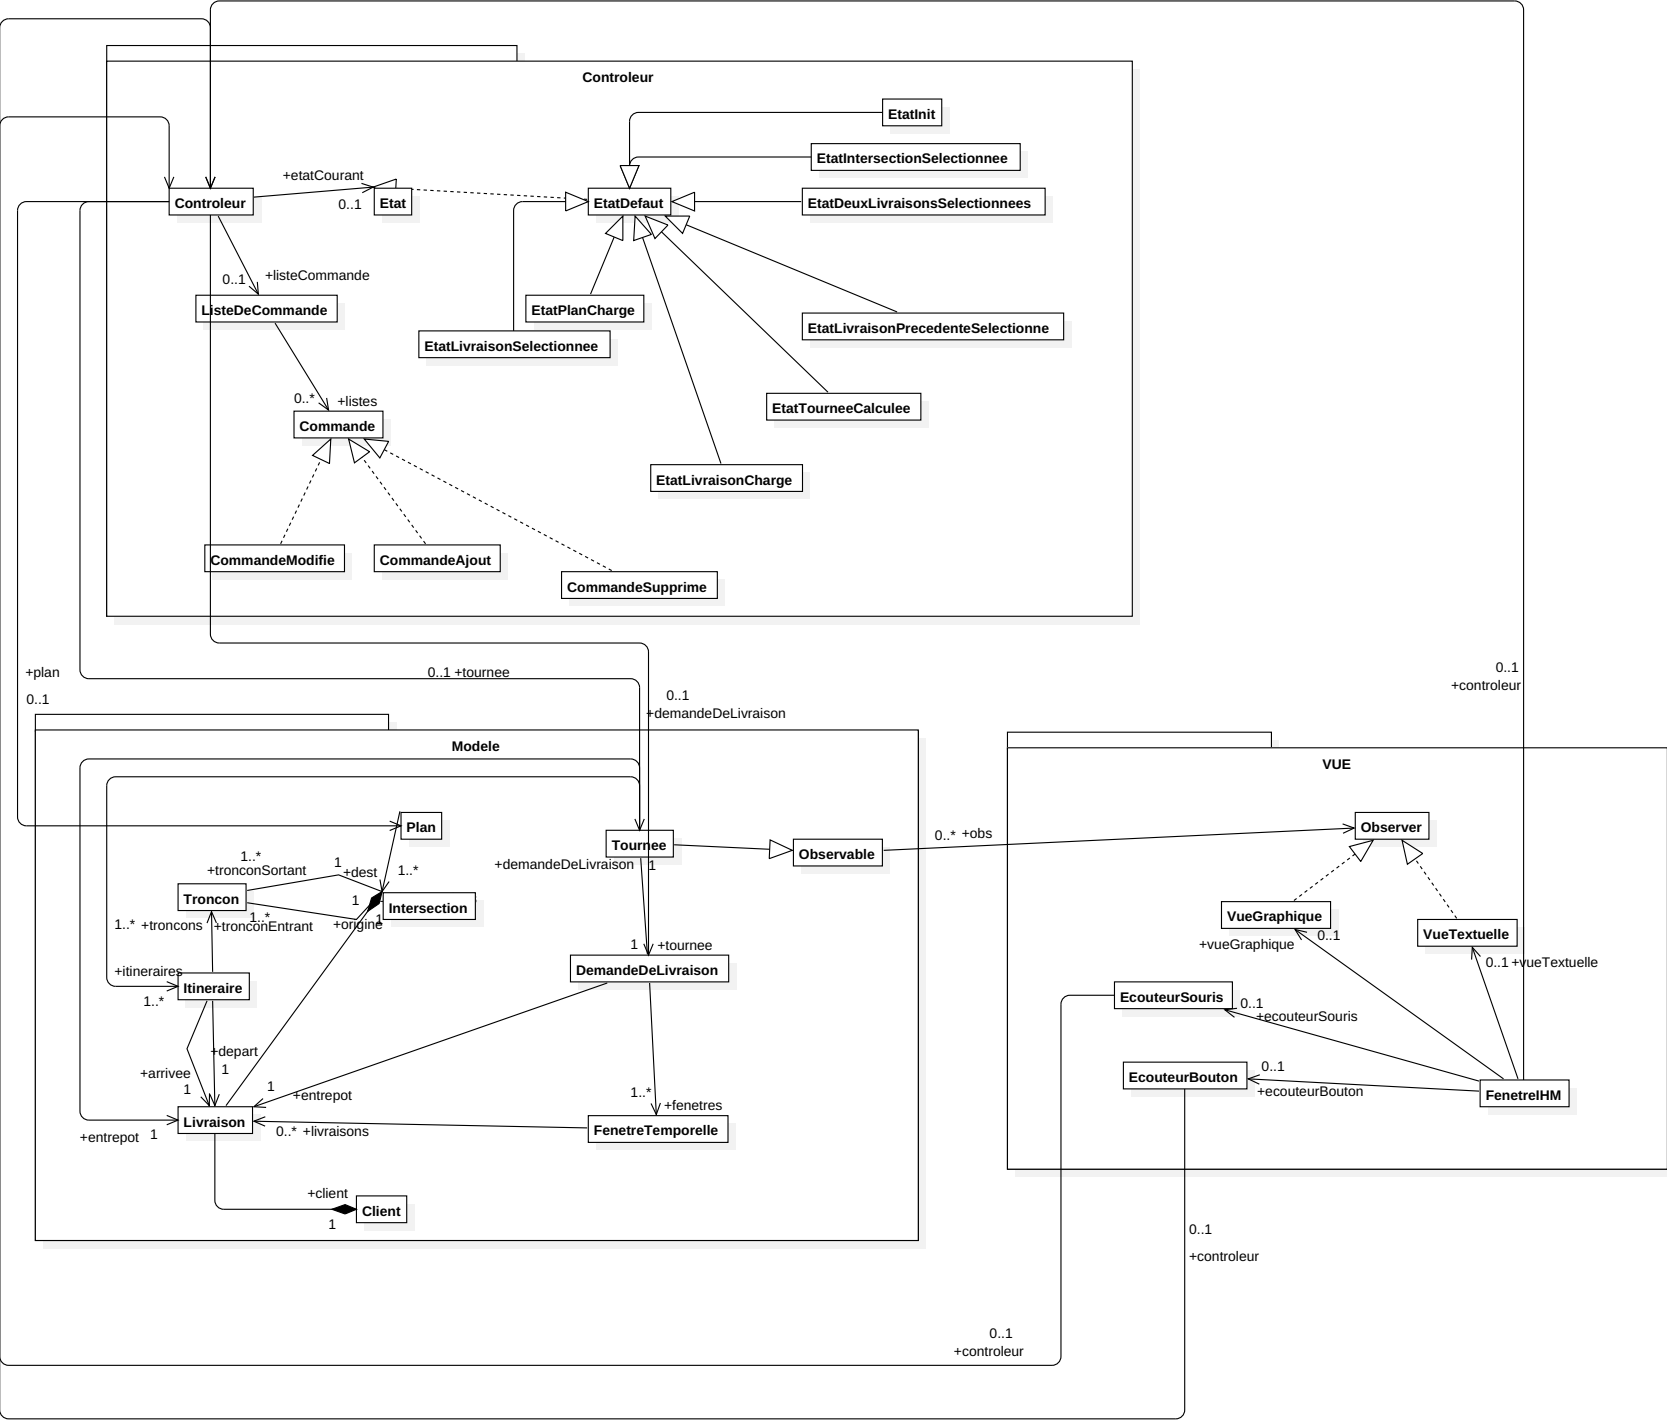 Controleur
EtatInit
EtatIntersectionSelectionnee
+etatCourant
0..1
Controleur
Etat
EtatDefaut
EtatDeuxLivraisonsSelectionnees
0..1
+listeCommande
ListeDeCommande
EtatPlanCharge
EtatLivraisonPrecedenteSelectionne
EtatLivraisonSelectionnee
0..*
+listes
Commande
EtatTourneeCalculee
EtatLivraisonCharge
CommandeModifie
CommandeAjout
CommandeSupprime
+plan
0..1
0..1 +tournee
0..1
+demandeDeLivraison
0..1
+controleur
Modele
VUE
Plan
Tournee
Observable
0..* +obs
Observer
+demandeDeLivraison
1
1..*
+tronconSortant
1
+dest
1..*
Troncon
1
Intersection
1..* +troncons
1..*
+tronconEntrant
+origine
1
VueGraphique
0..1
+vueGraphique
VueTextuelle
0..1 +vueTextuelle
1
+tournee
DemandeDeLivraison
+itineraires
1..*
Itineraire
EcouteurSouris
0..1
+ecouteurSouris
+depart
1
+arrivee
1
1
+entrepot
1..*
+fenetres
EcouteurBouton
0..1
+ecouteurBouton
FenetreIHM
Livraison
0..* +livraisons
FenetreTemporelle
+entrepot
1
+client
1
Client
0..1
+controleur
0..1
+controleur